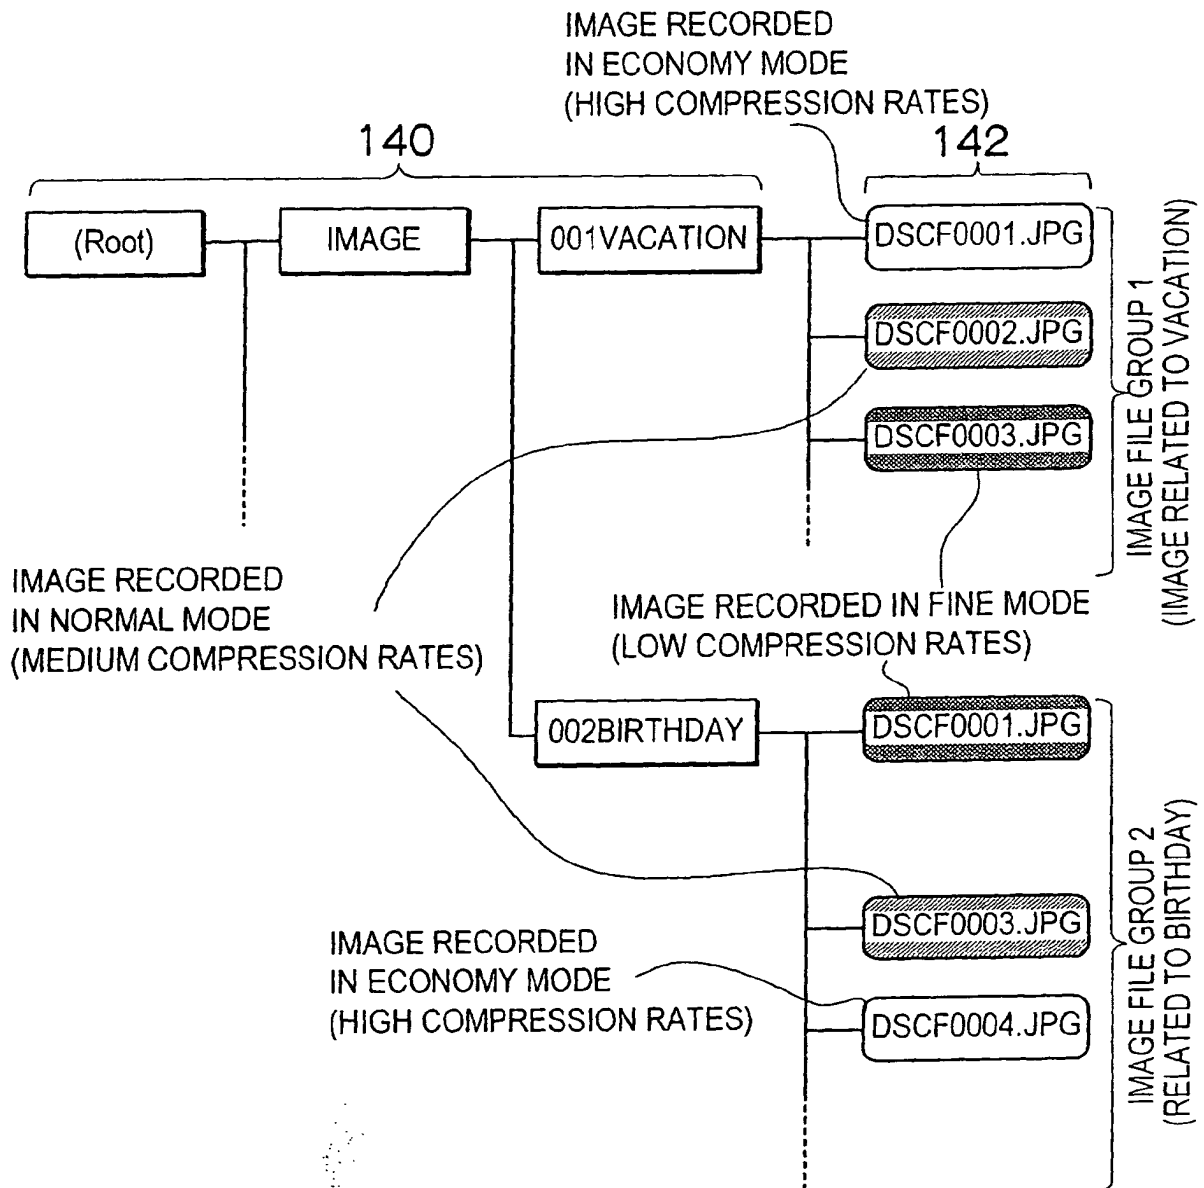 IMAGE RECORDED
IN ECONOMY MODE
(HIGH COMPRESSION RATES)
140
142
(Root)
IMAGE
001VACATION
DSCF0001.JPG
DSCF0002.JPG
DSCF0003.JPG
IMAGE FILE GROUP 1
(IMAGE RELATED TO VACATION)
IMAGE RECORDED
IN NORMAL MODE
(MEDIUM COMPRESSION RATES)
IMAGE RECORDED IN FINE MODE
(LOW COMPRESSION RATES)
002BIRTHDAY
DSCF0001.JPG
DSCF0003.JPG
DSCF0004.JPG
IMAGE RECORDED
IN ECONOMY MODE
(HIGH COMPRESSION RATES)
IMAGE FILE GROUP 2
(RELATED TO BIRTHDAY)